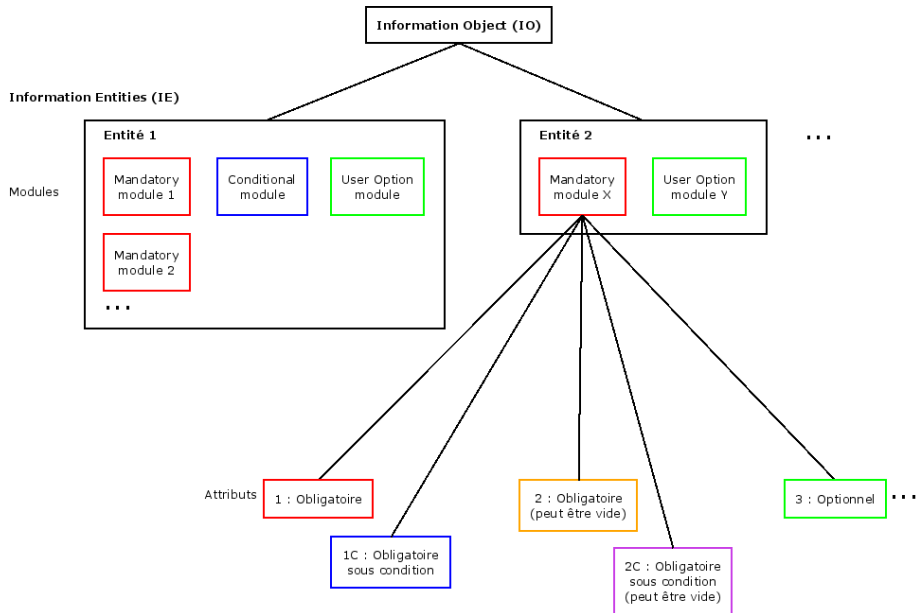 Information Object (IO)
Information Entities (IE)
Entité 1
Entité 2
...
Modules
Mandatory
module 1
Conditional
module
User Option
module
Mandatory
module X
User Option
module Y
Mandatory
module 2
...
Attributs
1 : Obligatoire
2 : Obligatoire
(peut être vide)
3 : Optionnel
...
1C : Obligatoire
sous condition
2C : Obligatoire
sous condition
(peut être vide)